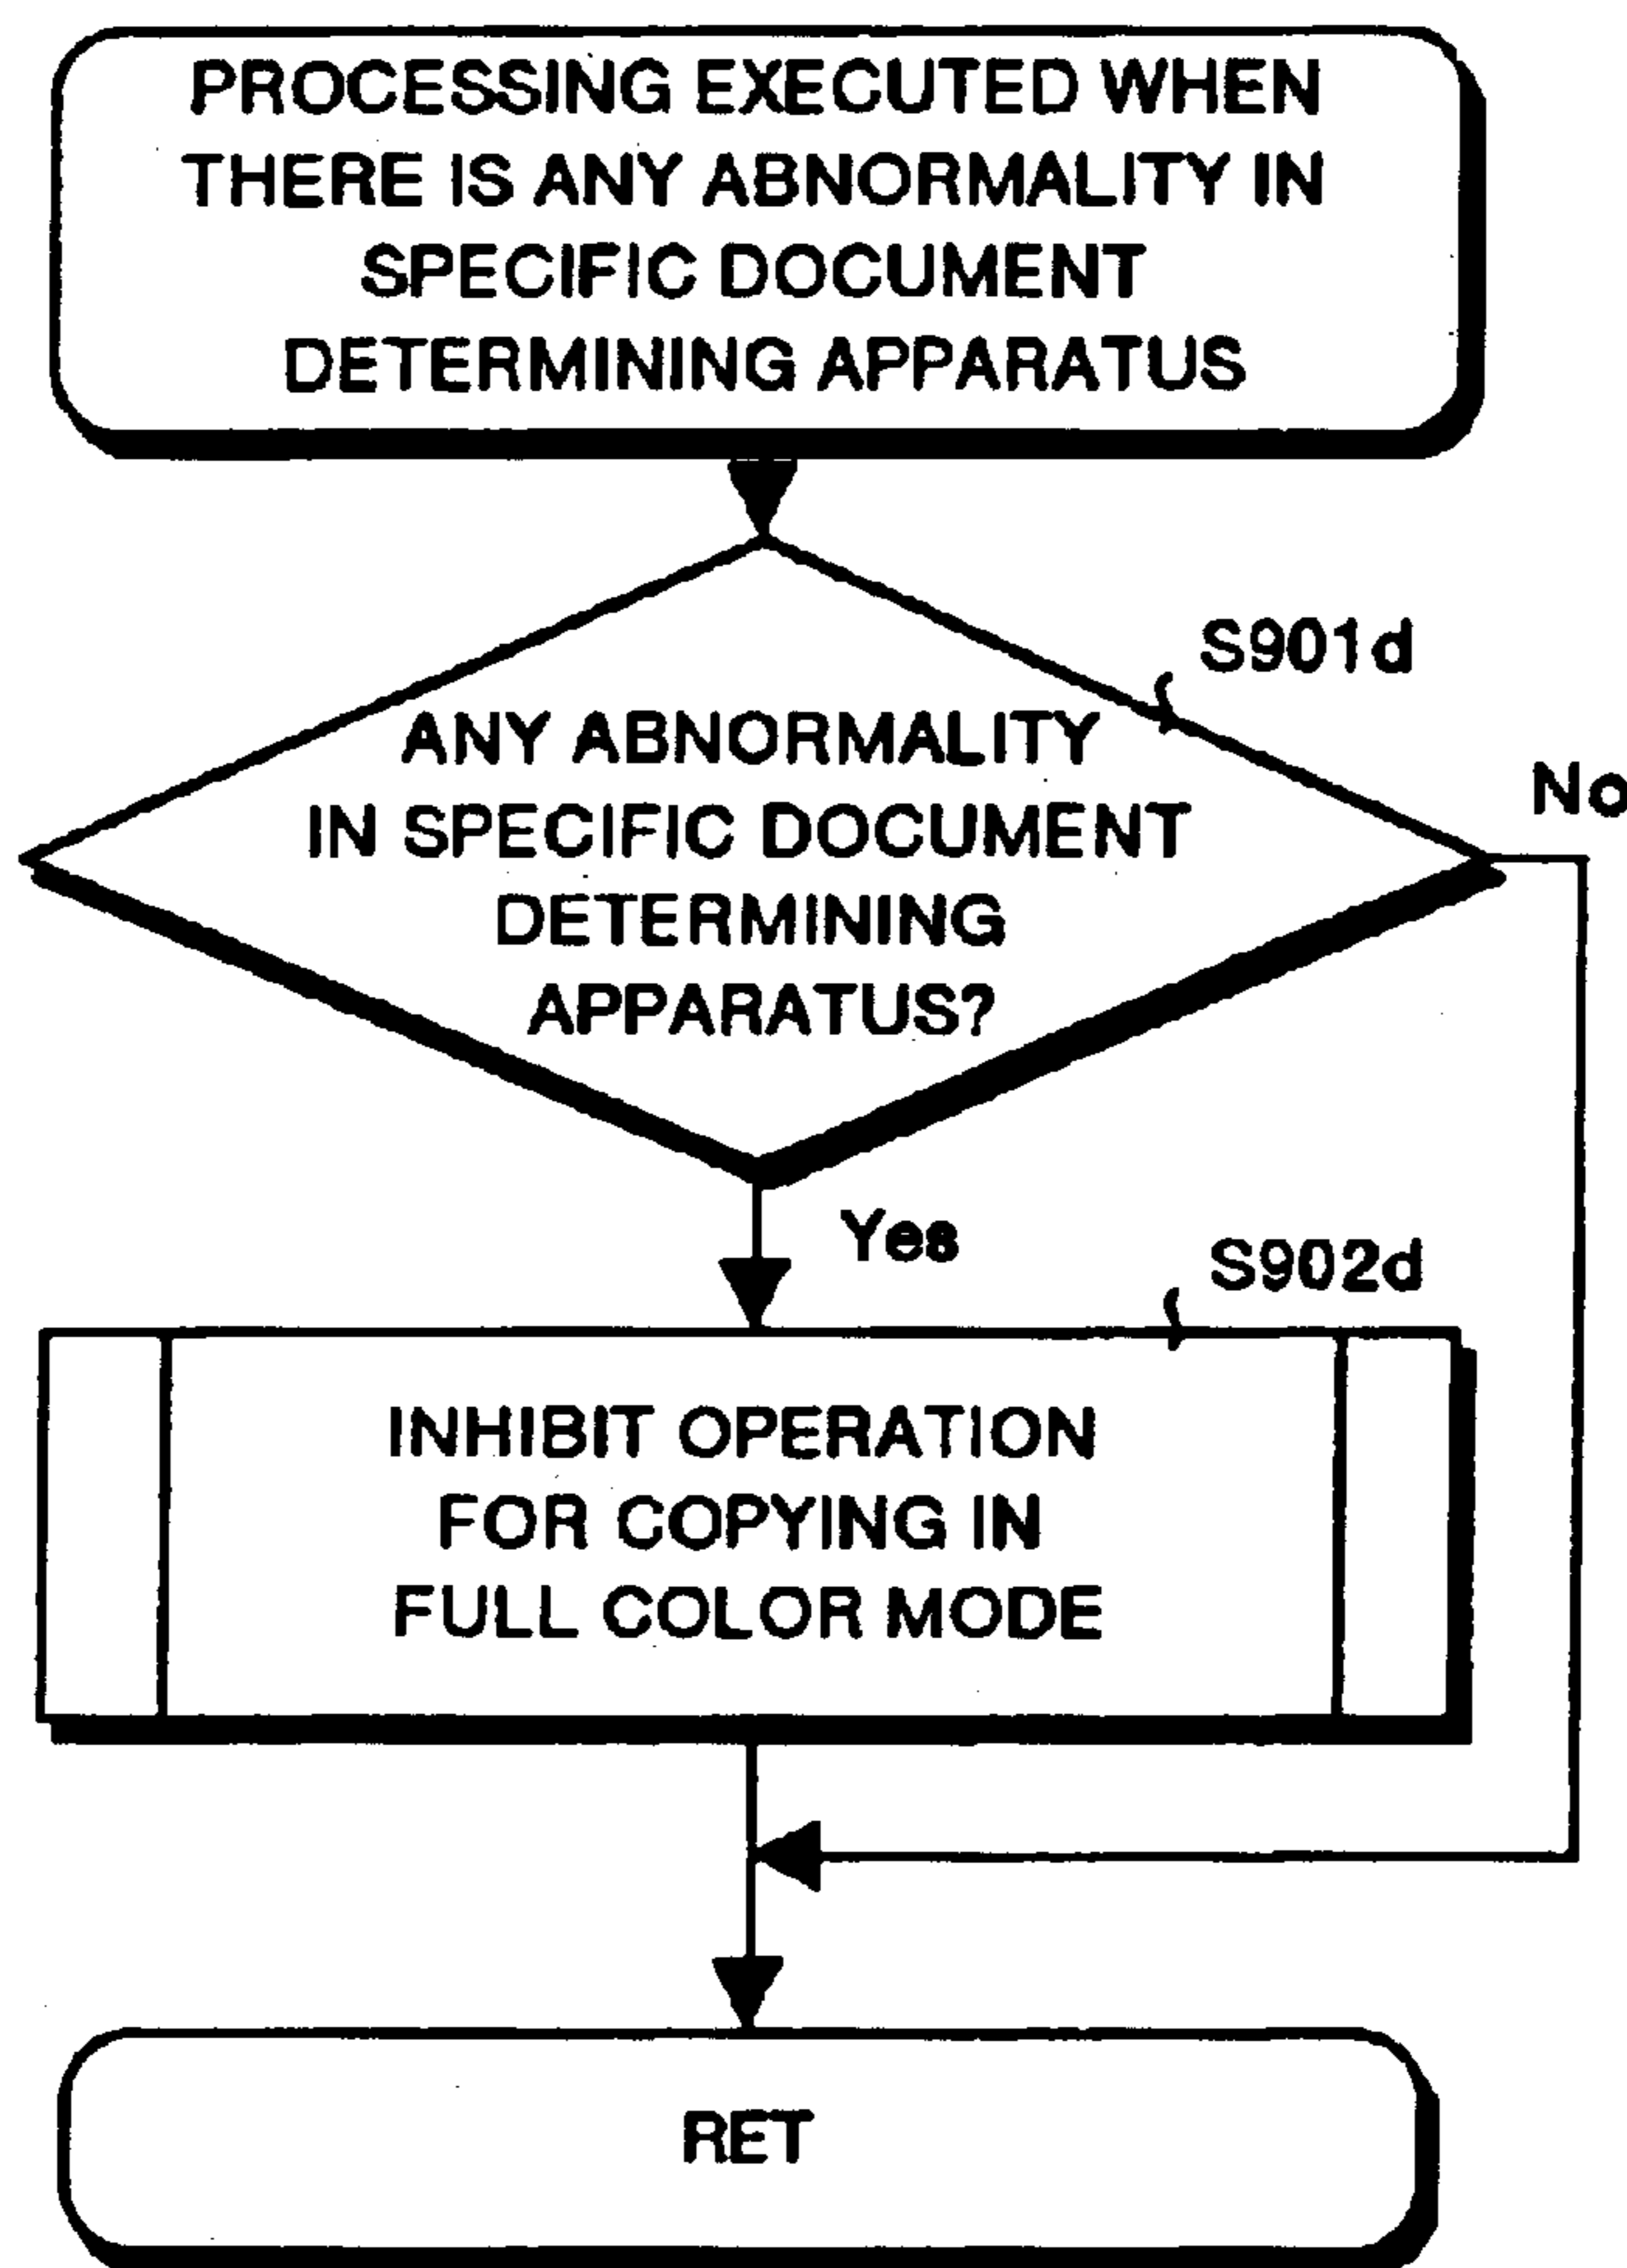 PROCESSING EXECUTED WHEN
THERE IS ANY ABNORMALITY IN
SPECIFIC DOCUMENT
DETERMINING APPARATUS
S901d
ANY ABNORMALITY
IN SPECIFIC DOCUMENT
DETERMINING
APPARATUS?
No
Yes
S902d
INHIBIT OPERATION
FOR COPYING IN
FULL COLOR MODE
RET